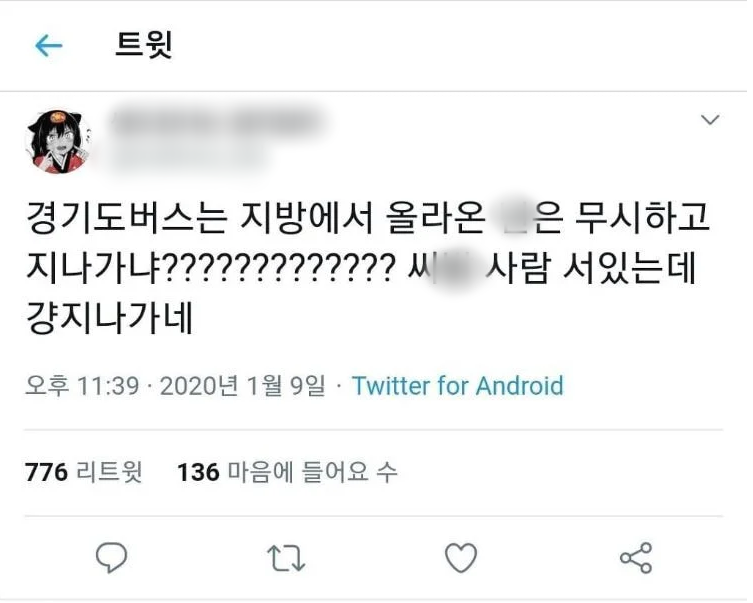 트윗
경기도버스는 지방에서 올라온 은 무시하고
지나가냐????????????? 씨 사람 서있는데
걍지나가네
오후 11:39 · 2020년 1월 9일 · Twitter for Android
776 리트윗 136 마음에 들어요 수